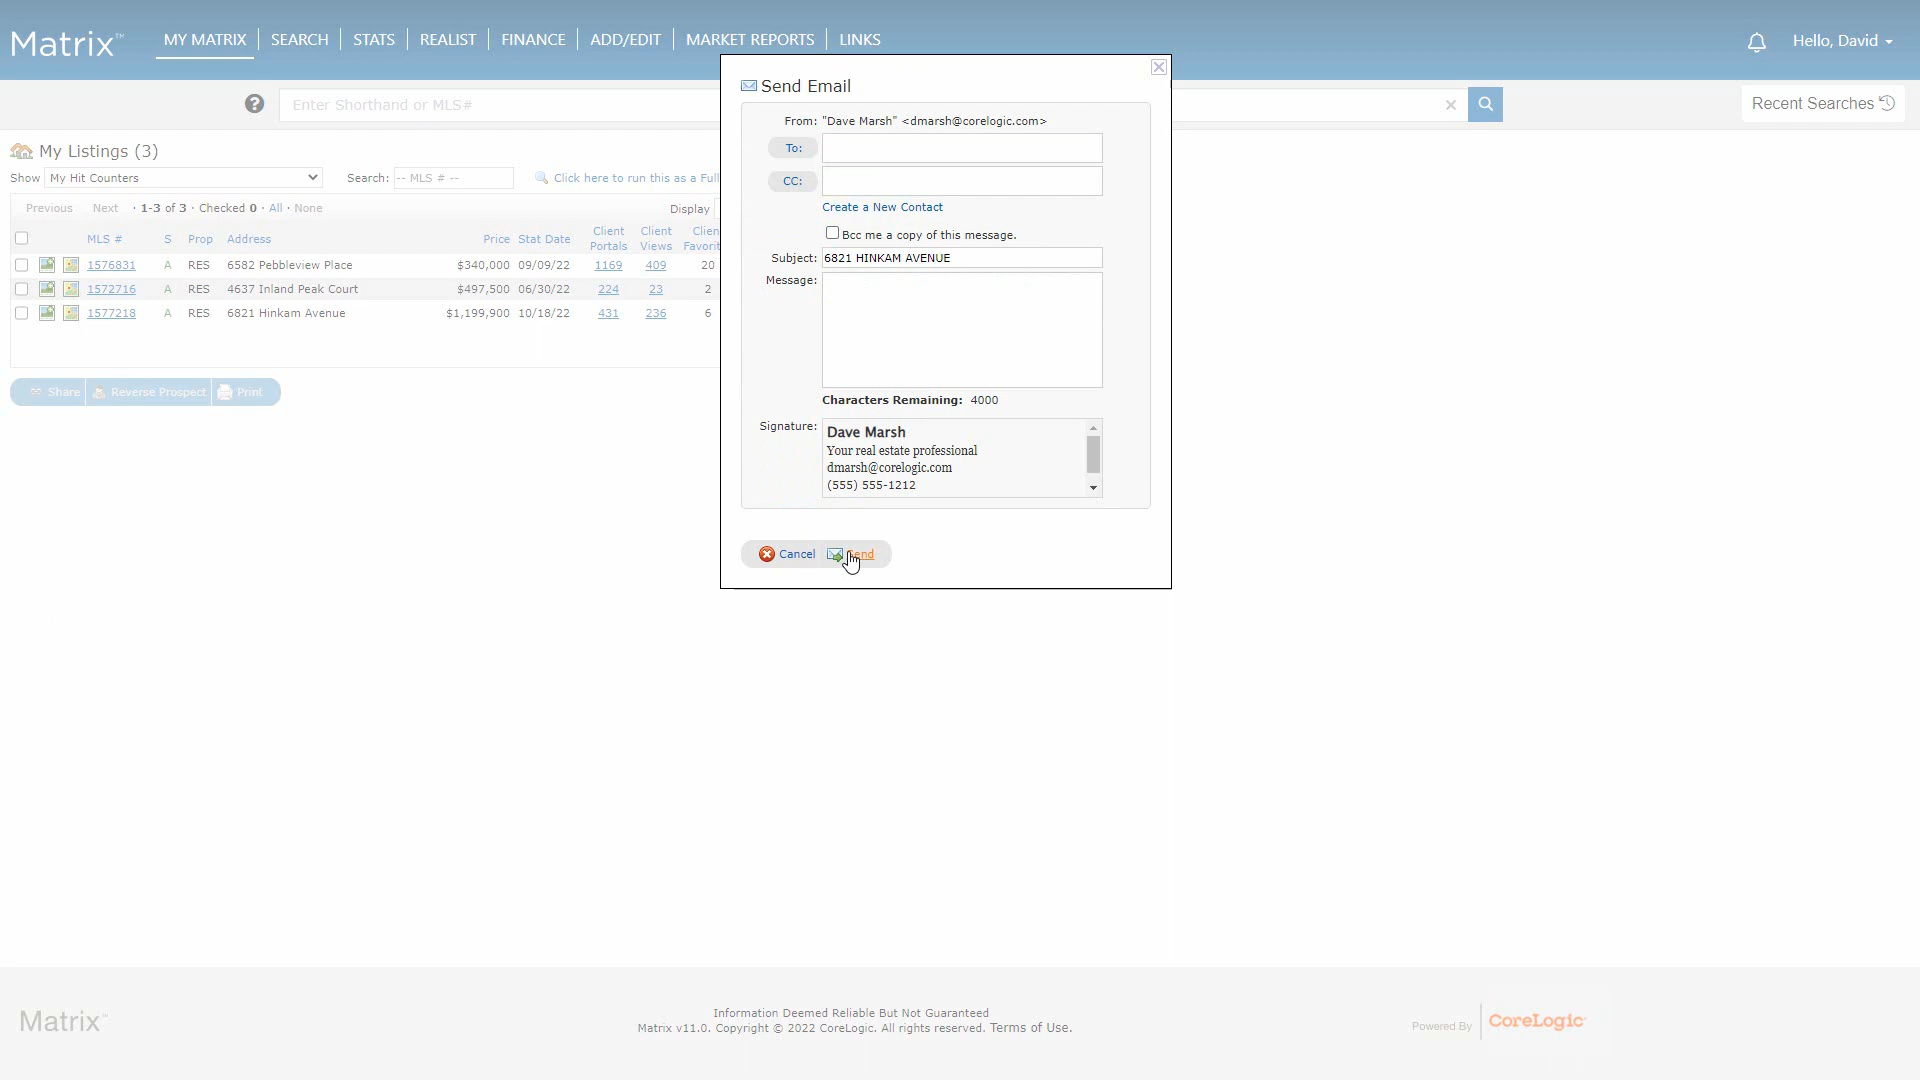 Matrix™
MY MATRIX SEARCH STATS REALIST FINANCE ADD/EDIT MARKET REPORTS LINKS
Hello, David
Enter Shorthand or MLS#
Recent Searches
My Listings (3)
Show My Hit Counters Search: -- MLS # -- Click here to run this as a Full
Previous Next · 1-3 of 3 · Checked 0 · All · None Display
MLS # S Prop Address Price Stat Date Client Portals Client Views
1576831 A RES 6582 Pebbleview Place $340,000 09/09/22 1169 409 20
1572716 A RES 4637 Inland Peak Court $497,500 06/30/22 224 23 2
1577218 A RES 6821 Hinkam Avenue $1,199,900 10/18/22 431 236 6
Share Reverse Prospect Print
Send Email
From: "Dave Marsh" <dmarsh@corelogic.com>
To:
CC:
Create a New Contact
Bcc me a copy of this message.
Subject: 6821 HINKAM AVENUE
Message:
Characters Remaining: 4000
Signature: Dave Marsh
Your real estate professional
dmarsh@corelogic.com
(555) 555-1212
Cancel Send
Matrix™
Information Deemed Reliable But Not Guaranteed
Matrix v11.0. Copyright © 2022 CoreLogic. All rights reserved. Terms of Use.
Powered By CoreLogic